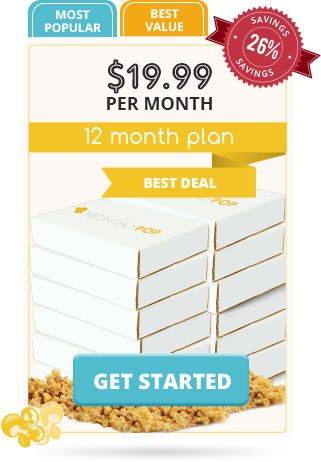 MOST
POPULAR
BEST
VALUE
SAVINGS
26%
SAVINGS
$19.99
PER MONTH
12 month plan
BEST DEAL
MONTHLYPOP
GET STARTED